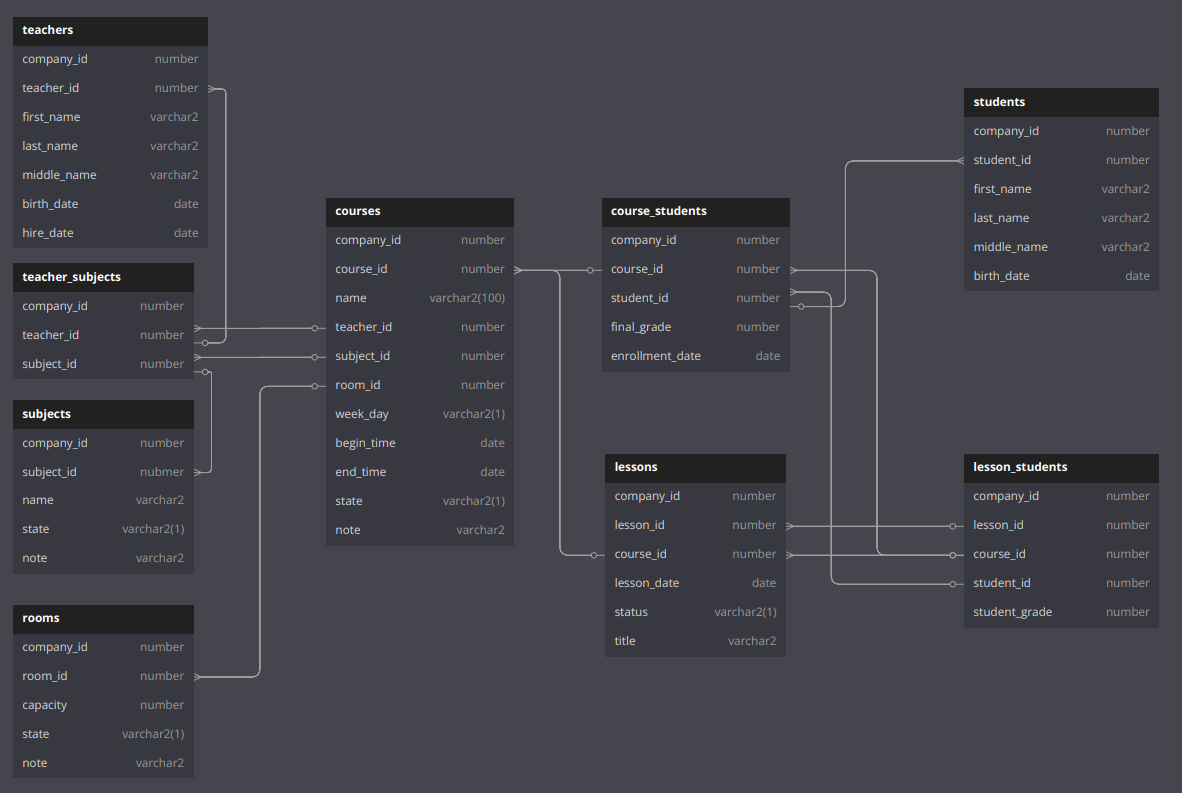 teachers
company_id number
teacher_id number
first_name varchar2
last_name varchar2
middle_name varchar2
birth_date date
hire_date date
teacher_subjects
company_id number
teacher_id number
subject_id number
subjects
company_id number
subject_id nubmer
name varchar2
state varchar2(1)
note varchar2
rooms
company_id number
room_id number
capacity number
state varchar2(1)
note varchar2
courses
company_id number
course_id number
name varchar2(100)
teacher_id number
subject_id number
room_id number
week_day varchar2(1)
begin_time date
end_time date
state varchar2(1)
note varchar2
course_students
company_id number
course_id number
student_id number
final_grade number
enrollment_date date
lessons
company_id number
lesson_id number
course_id number
lesson_date date
status varchar2(1)
title varchar2
students
company_id number
student_id number
first_name varchar2
last_name varchar2
middle_name varchar2
birth_date date
lesson_students
company_id number
lesson_id number
course_id number
student_id number
student_grade number